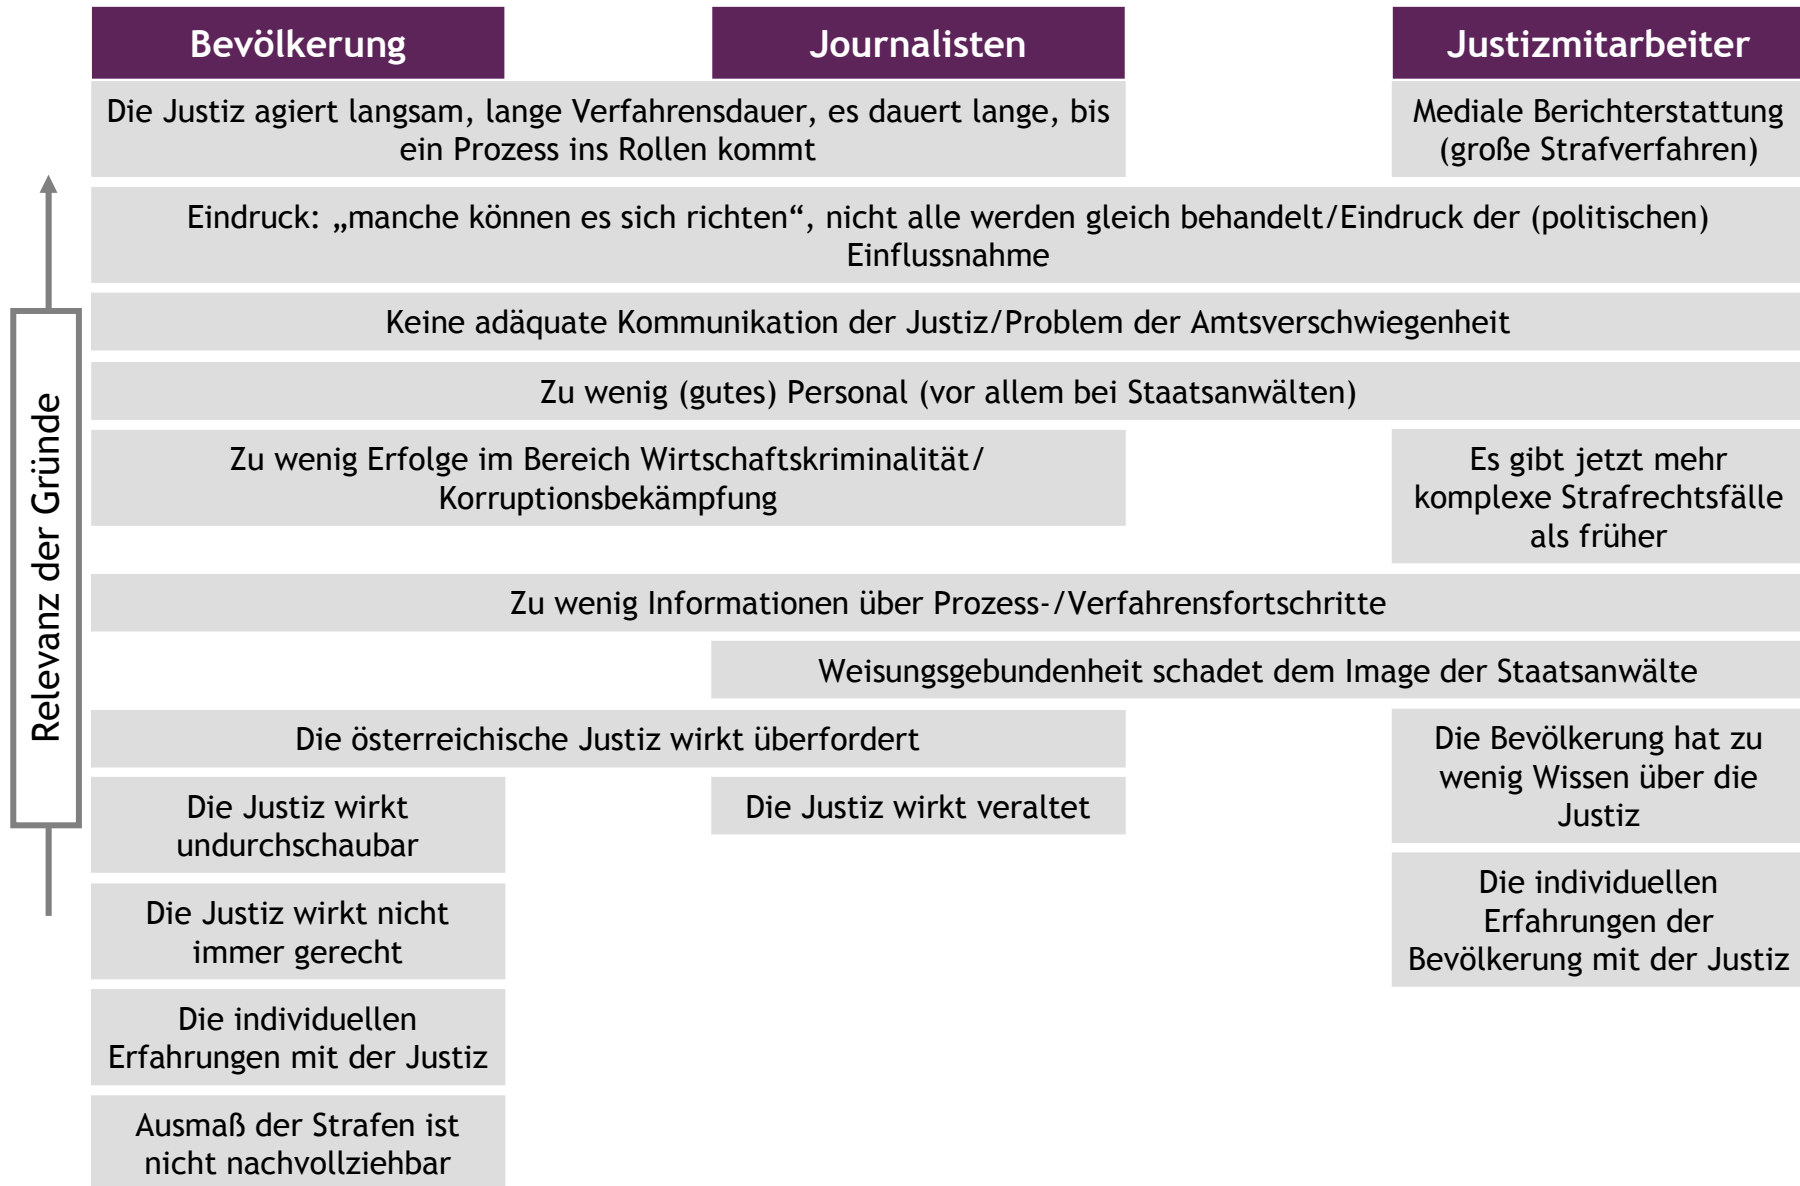 Bevölkerung
Journalisten
Justizmitarbeiter
Die Justiz agiert langsam, lange Verfahrensdauer, es dauert lange, bis
ein Prozess ins Rollen kommt
Mediale Berichterstattung
(große Strafverfahren)
Eindruck: „manche können es sich richten“, nicht alle werden gleich behandelt/Eindruck der (politischen)
Einflussnahme
Keine adäquate Kommunikation der Justiz/Problem der Amtsverschwiegenheit
Zu wenig (gutes) Personal (vor allem bei Staatsanwälten)
Relevanz der Gründe
Zu wenig Erfolge im Bereich Wirtschaftskriminalität/
Korruptionsbekämpfung
Es gibt jetzt mehr
komplexe Strafrechtsfälle
als früher
Zu wenig Informationen über Prozess-/Verfahrensfortschritte
Weisungsgebundenheit schadet dem Image der Staatsanwälte
Die österreichische Justiz wirkt überfordert
Die Bevölkerung hat zu
wenig Wissen über die
Justiz
Die Justiz wirkt
undurchschaubar
Die Justiz wirkt veraltet
Die Justiz wirkt nicht
immer gerecht
Die individuellen
Erfahrungen der
Bevölkerung mit der Justiz
Die individuellen
Erfahrungen mit der Justiz
Ausmaß der Strafen ist
nicht nachvollziehbar